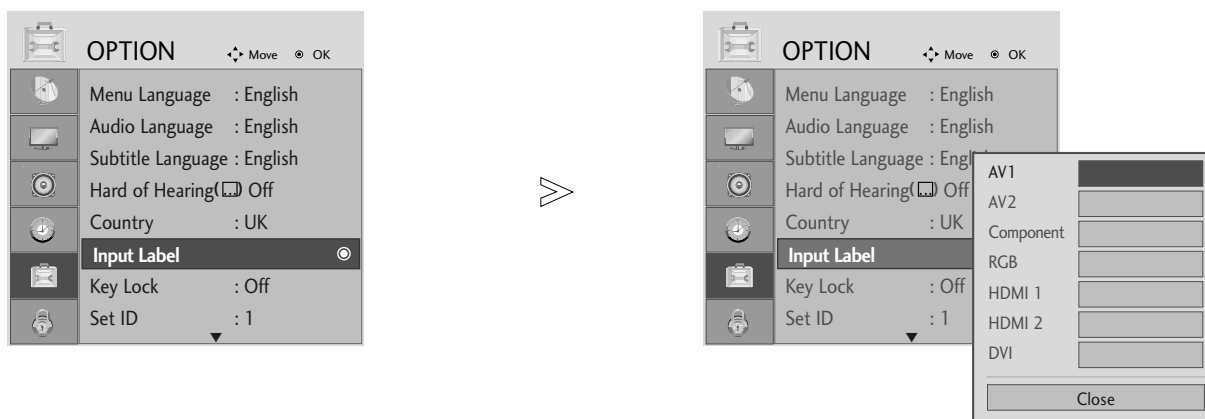 OPTION Move OK
Menu Language : English
Audio Language : English
Subtitle Language : English
Hard of Hearing( ) Off
Country : UK
Input Label
Key Lock : Off
Set ID : 1
OPTION Move OK
Menu Language : English
Audio Language : English
Subtitle Language : Engl
Hard of Hearing( ) Off
Country : UK
Input Label
Key Lock : Off
Set ID : 1
AV1
AV2
Component
RGB
HDMI 1
HDMI 2
DVI
Close